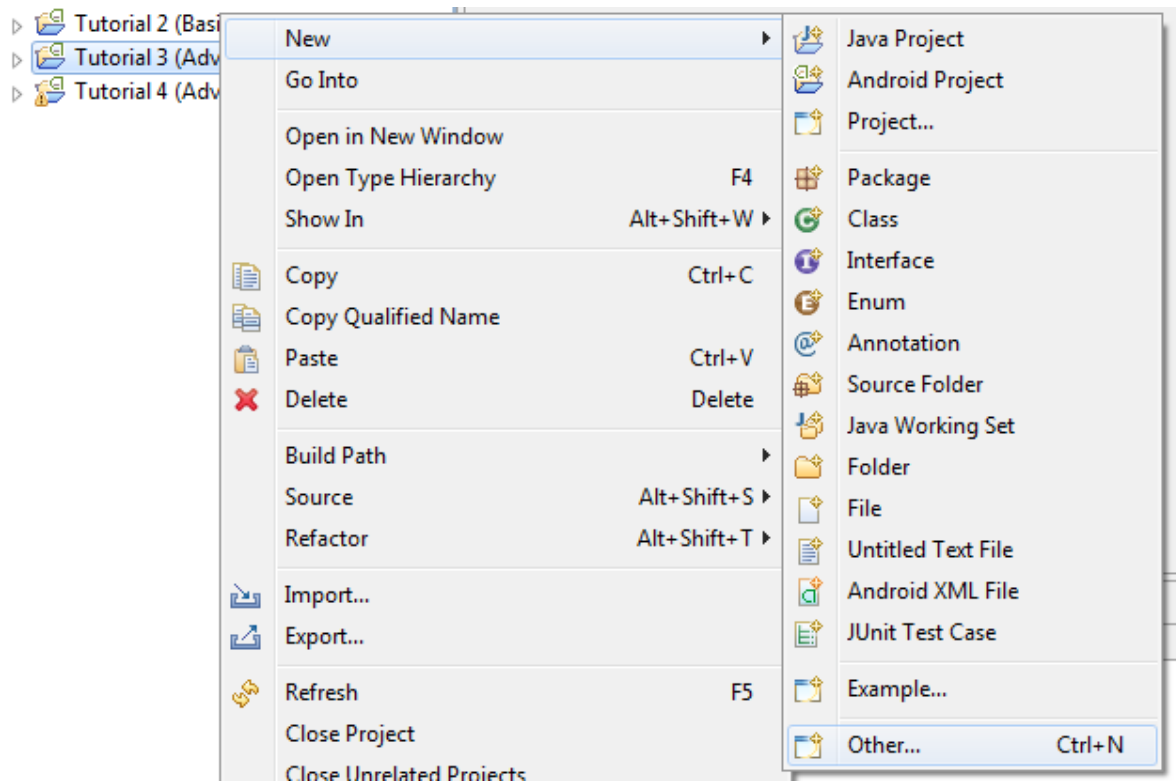 Tutorial 2 (Basi
Tutorial 3 (Adv
Tutorial 4 (Adv
New
Go Into
Open in New Window
Open Type Hierarchy F4
Show In Alt+Shift+W
Copy Ctrl+C
Copy Qualified Name
Paste Ctrl+V
Delete Delete
Build Path
Source Alt+Shift+S
Refactor Alt+Shift+T
Import...
Export...
Refresh F5
Close Project
Close Unrelated Projects
Java Project
Android Project
Project...
Package
Class
Interface
Enum
Annotation
Source Folder
Java Working Set
Folder
File
Untitled Text File
Android XML File
JUnit Test Case
Example...
Other... Ctrl+N